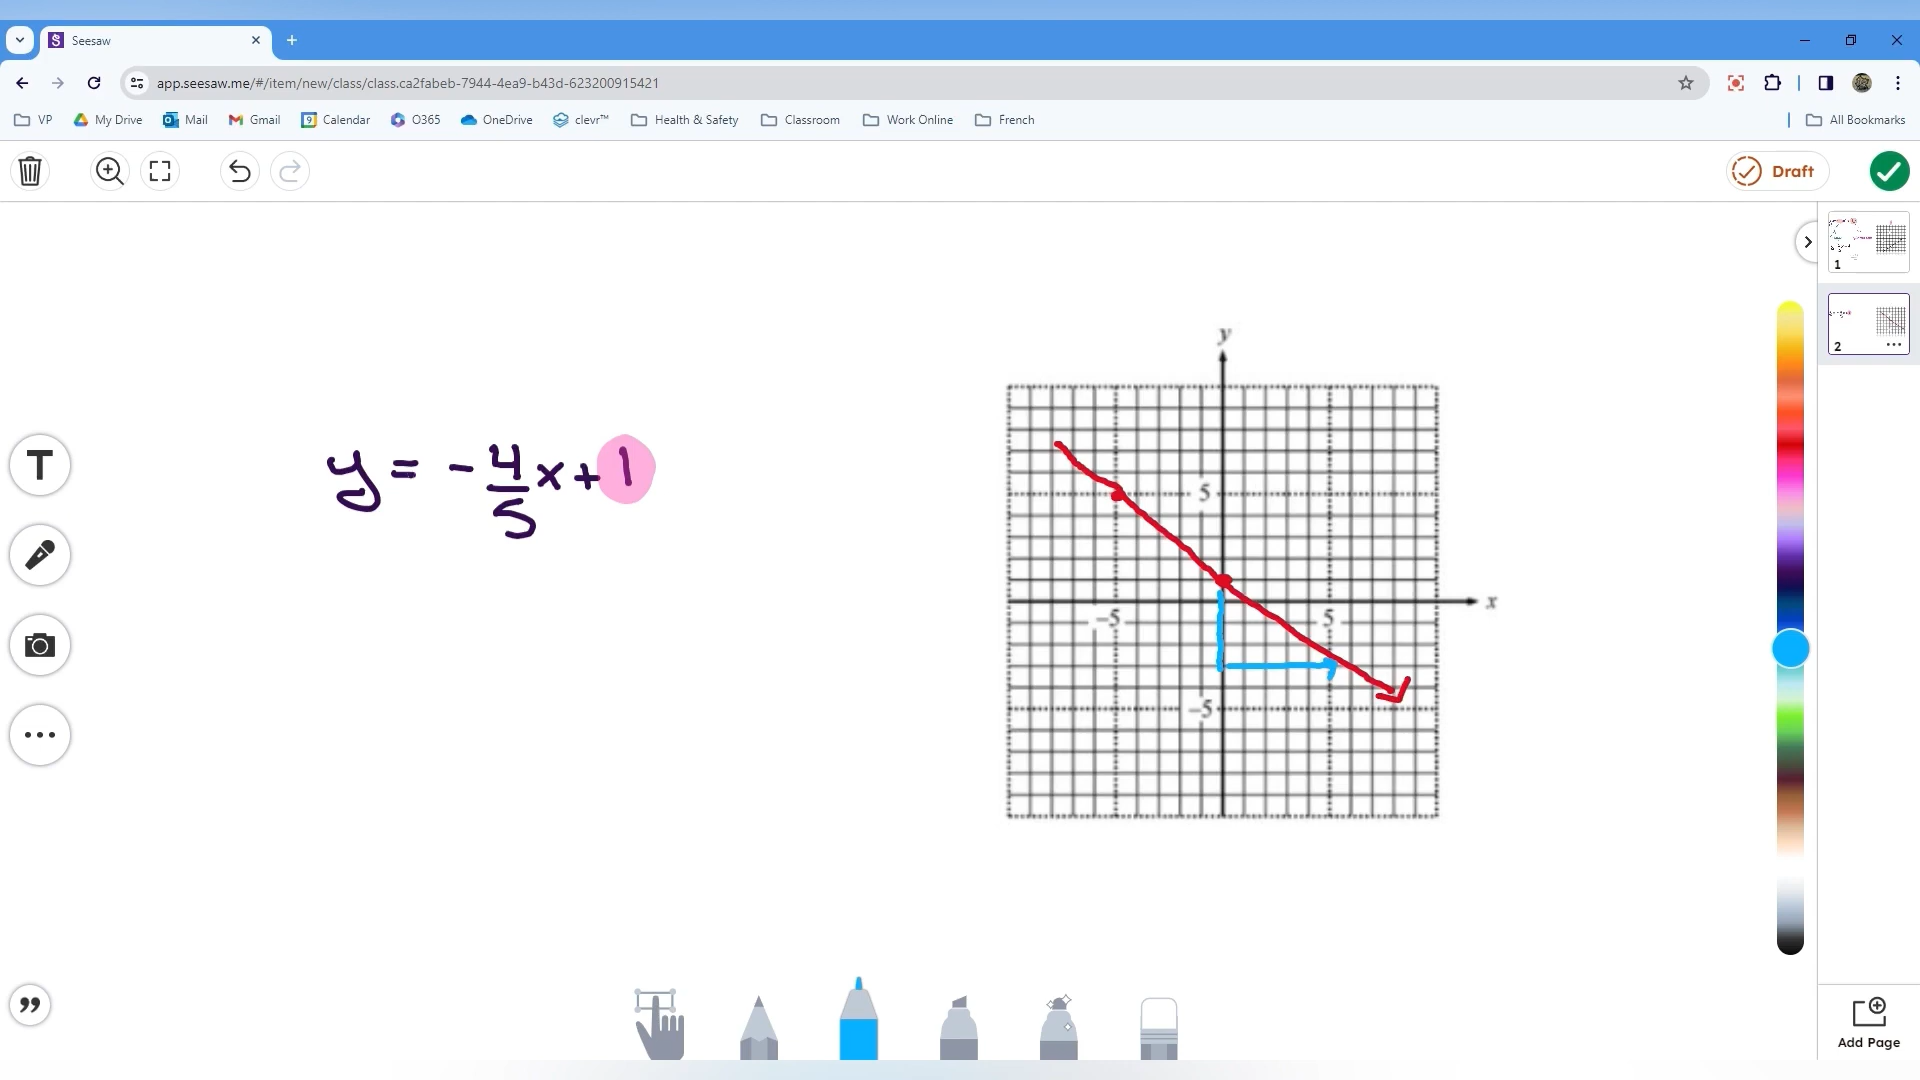 Seesaw
app.seesaw.me/#/item/new/class/class.ca2fabeb-7944-4ea9-b43d-623200915421
VP My Drive Mail Gmail 9 Calendar O365 OneDrive clevr™ Health & Safety Classroom Work Online French All Bookmarks
Draft
1
2
T
y = -4/5 x + 1
y
5
-5 5 x
-5
Add Page